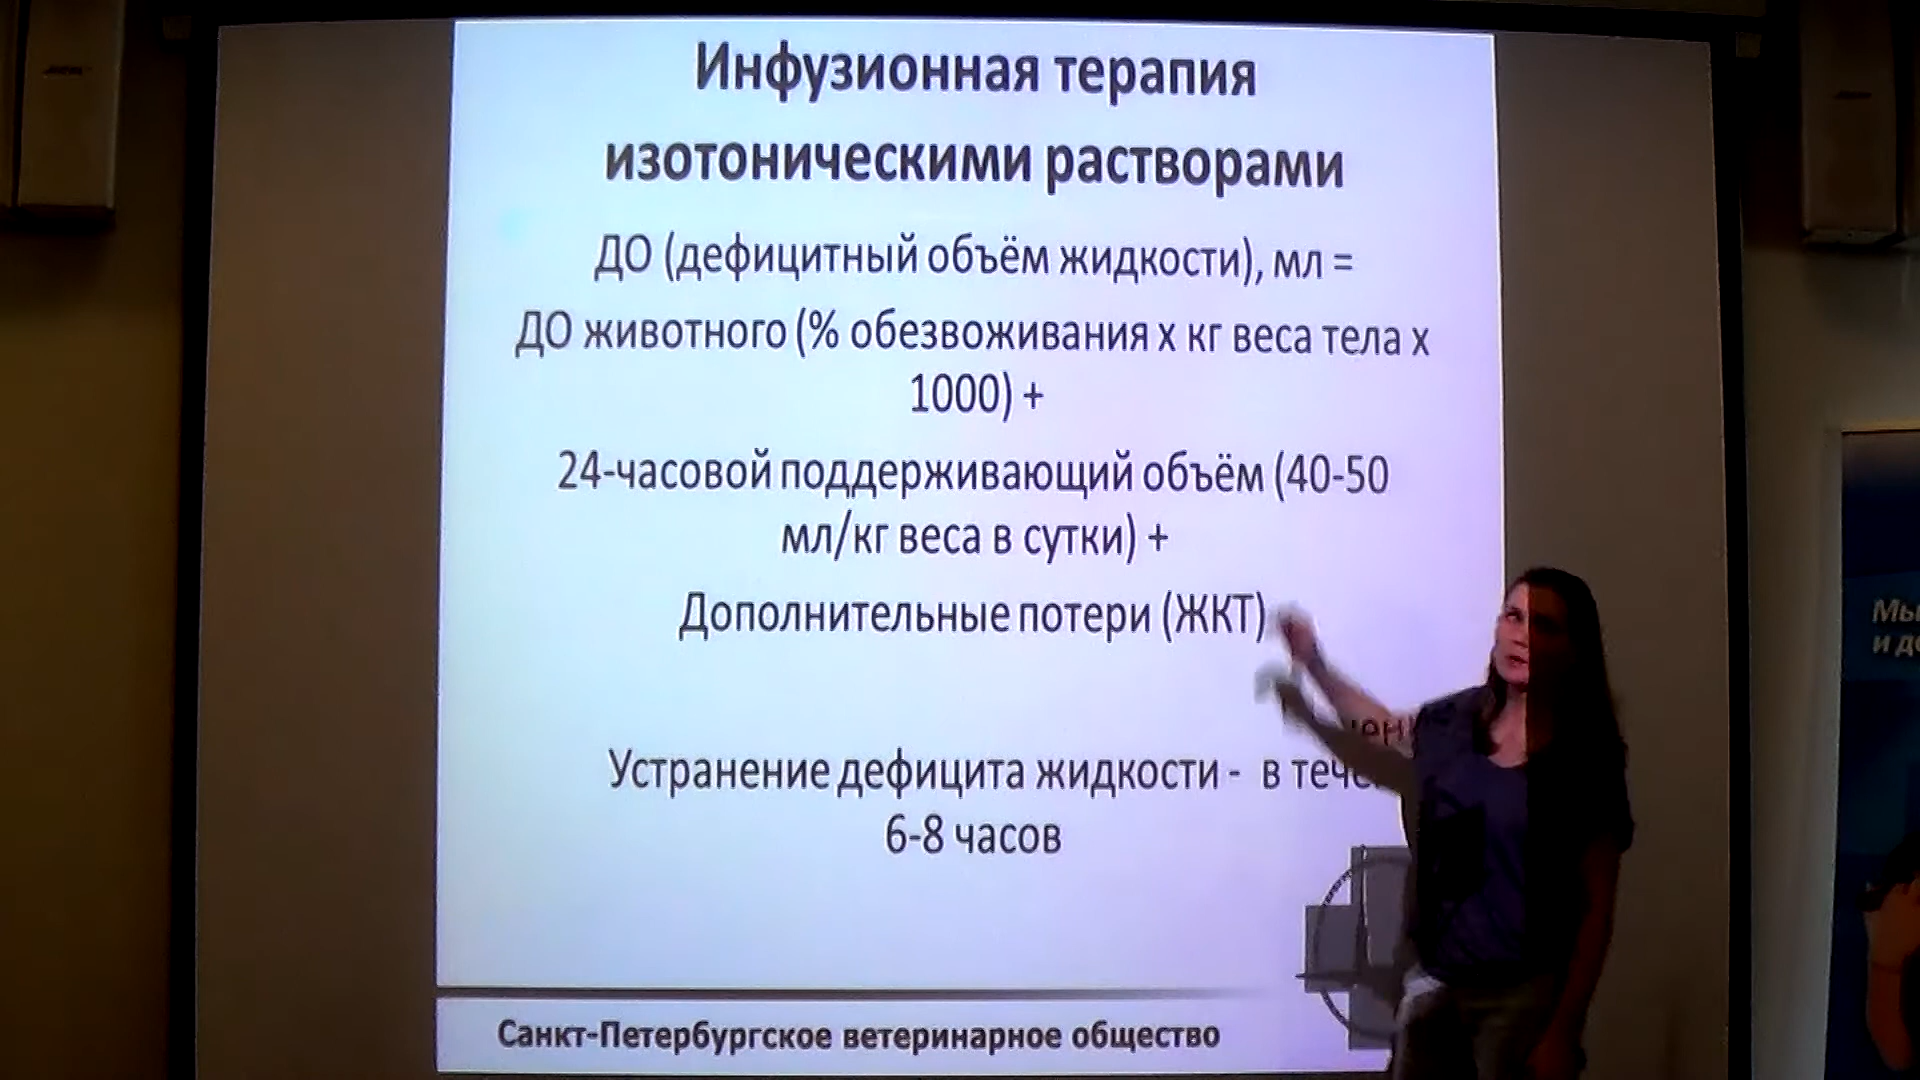 Инфузионная терапия
изотоническими растворами
ДО (дефицитный объём жидкости), мл =
ДО животного (% обезвоживания х кг веса тела х
1000) +
24-часовой поддерживающий объём (40-50
мл/кг веса в сутки) +
Дополнительные потери (ЖКТ)
Устранение дефицита жидкости - в
6-8 часов
Санкт-Петербургское ветеринарное общество
Мы